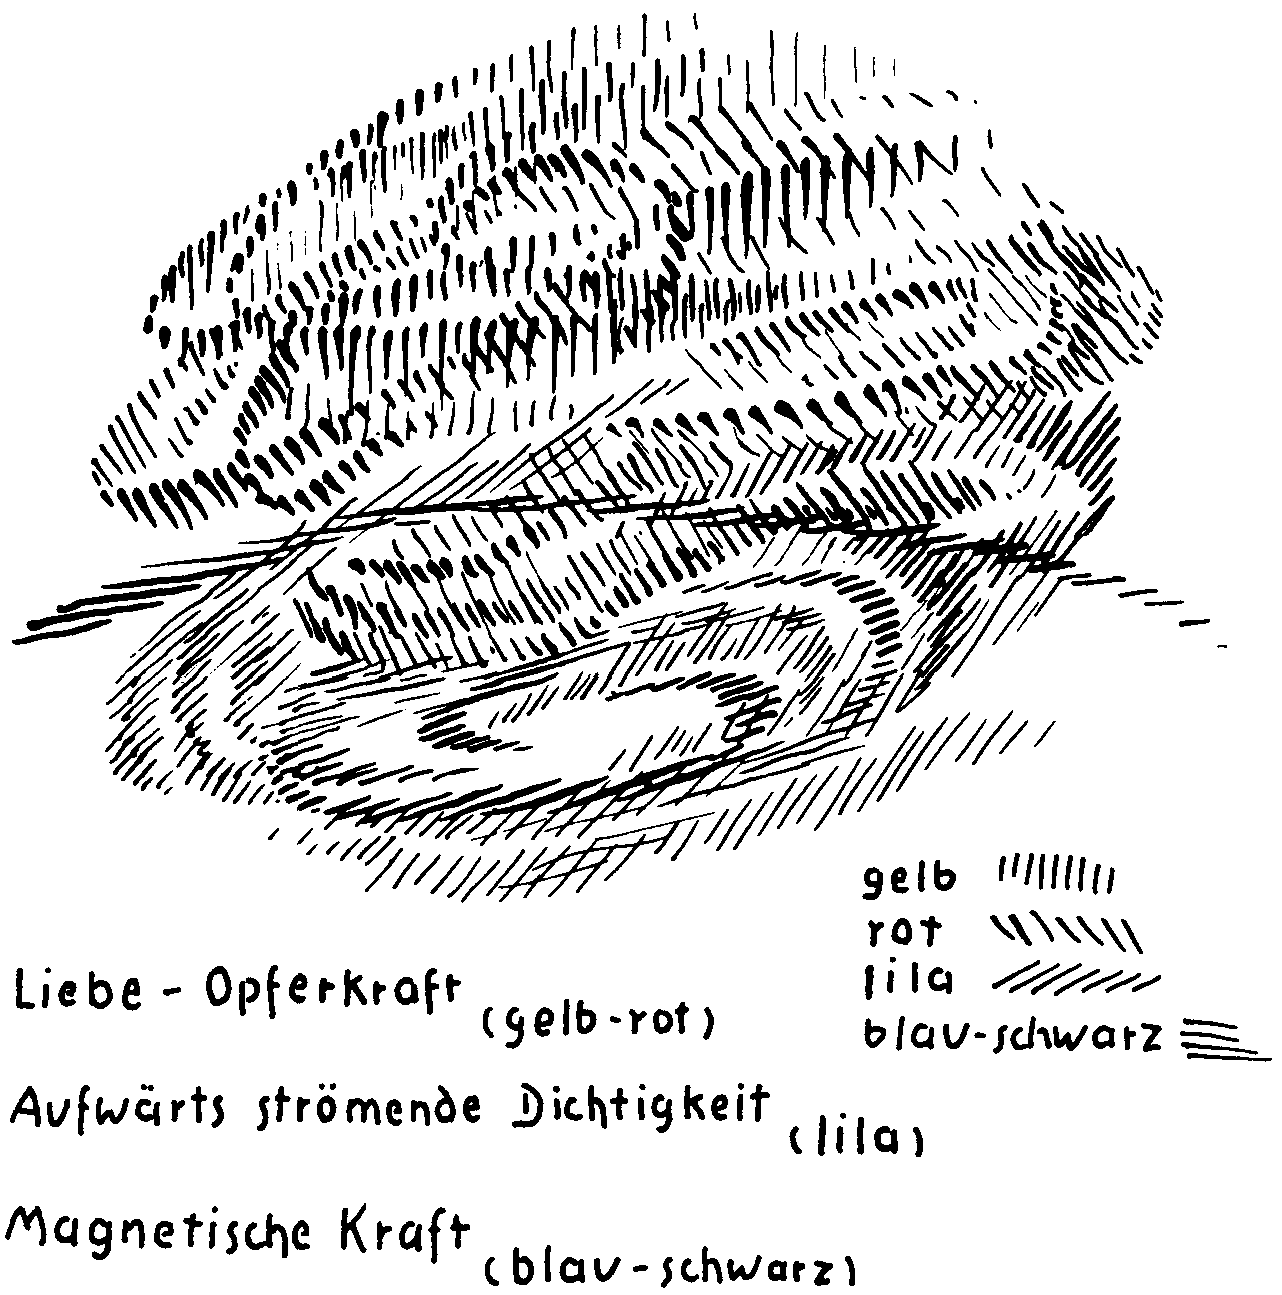 gelb
rot
lila
blau-schwarz
Liebe - Opferkraft (gelb-rot)
Aufwärts strömende Dichtigkeit (lila)
Magnetische Kraft (blau-schwarz)